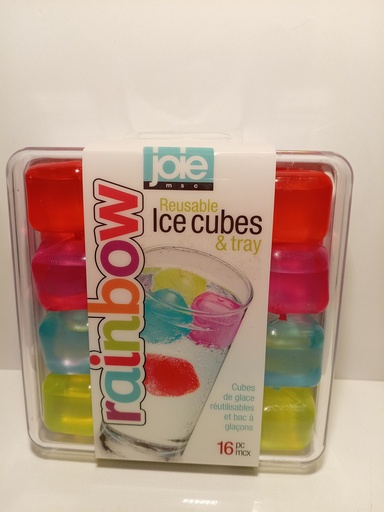 joie
msc
rainbow
Reusable
Ice cubes
& tray
Cubes
de glace
réutilisables
et bac à
glaçons
16 pc
mcx